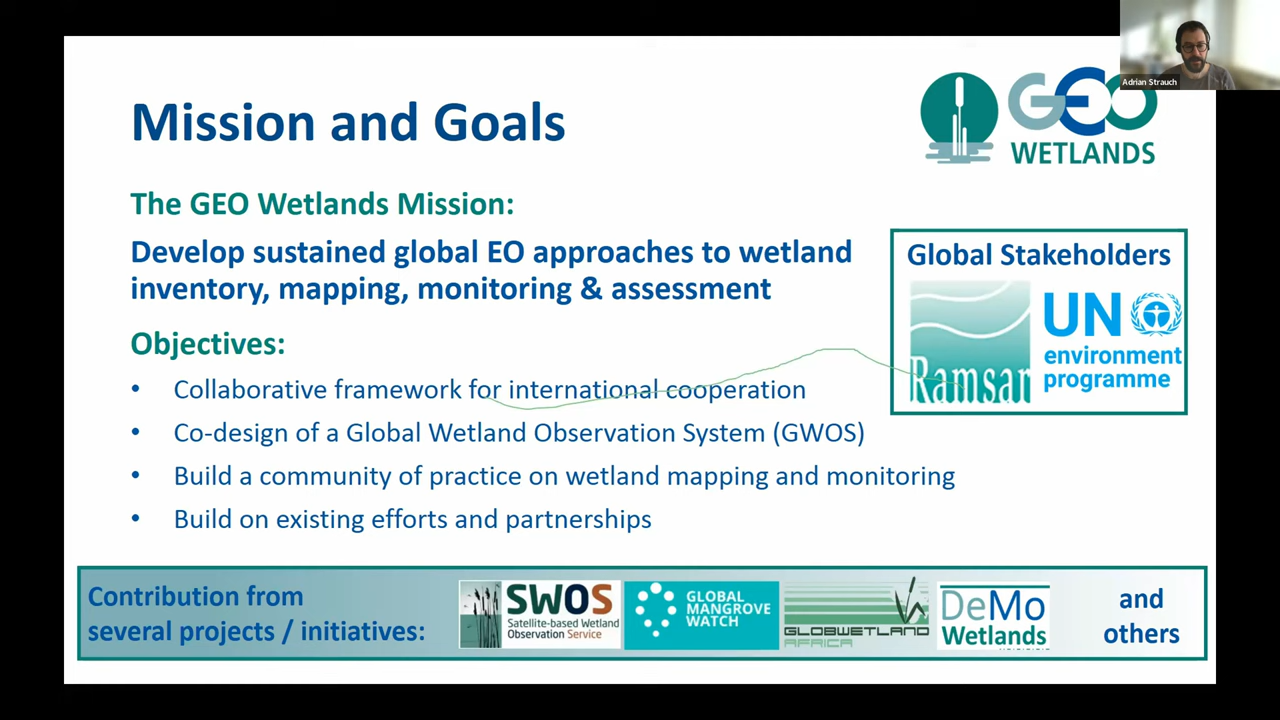 Adrian Strauch
Mission and Goals
GEO
WETLANDS
The GEO Wetlands Mission:
Develop sustained global EO approaches to wetland
inventory, mapping, monitoring & assessment
Global Stakeholders
Ramsar
UN
environment
programme
Objectives:
• Collaborative framework for international cooperation
• Co-design of a Global Wetland Observation System (GWOS)
• Build a community of practice on wetland mapping and monitoring
• Build on existing efforts and partnerships
Contribution from
several projects / initiatives:
SWOS
Satellite-based Wetland
Observation Service
GLOBAL
MANGROVE
WATCH
GLOBWETLAND
AFRICA
DeMo
Wetlands
and
others